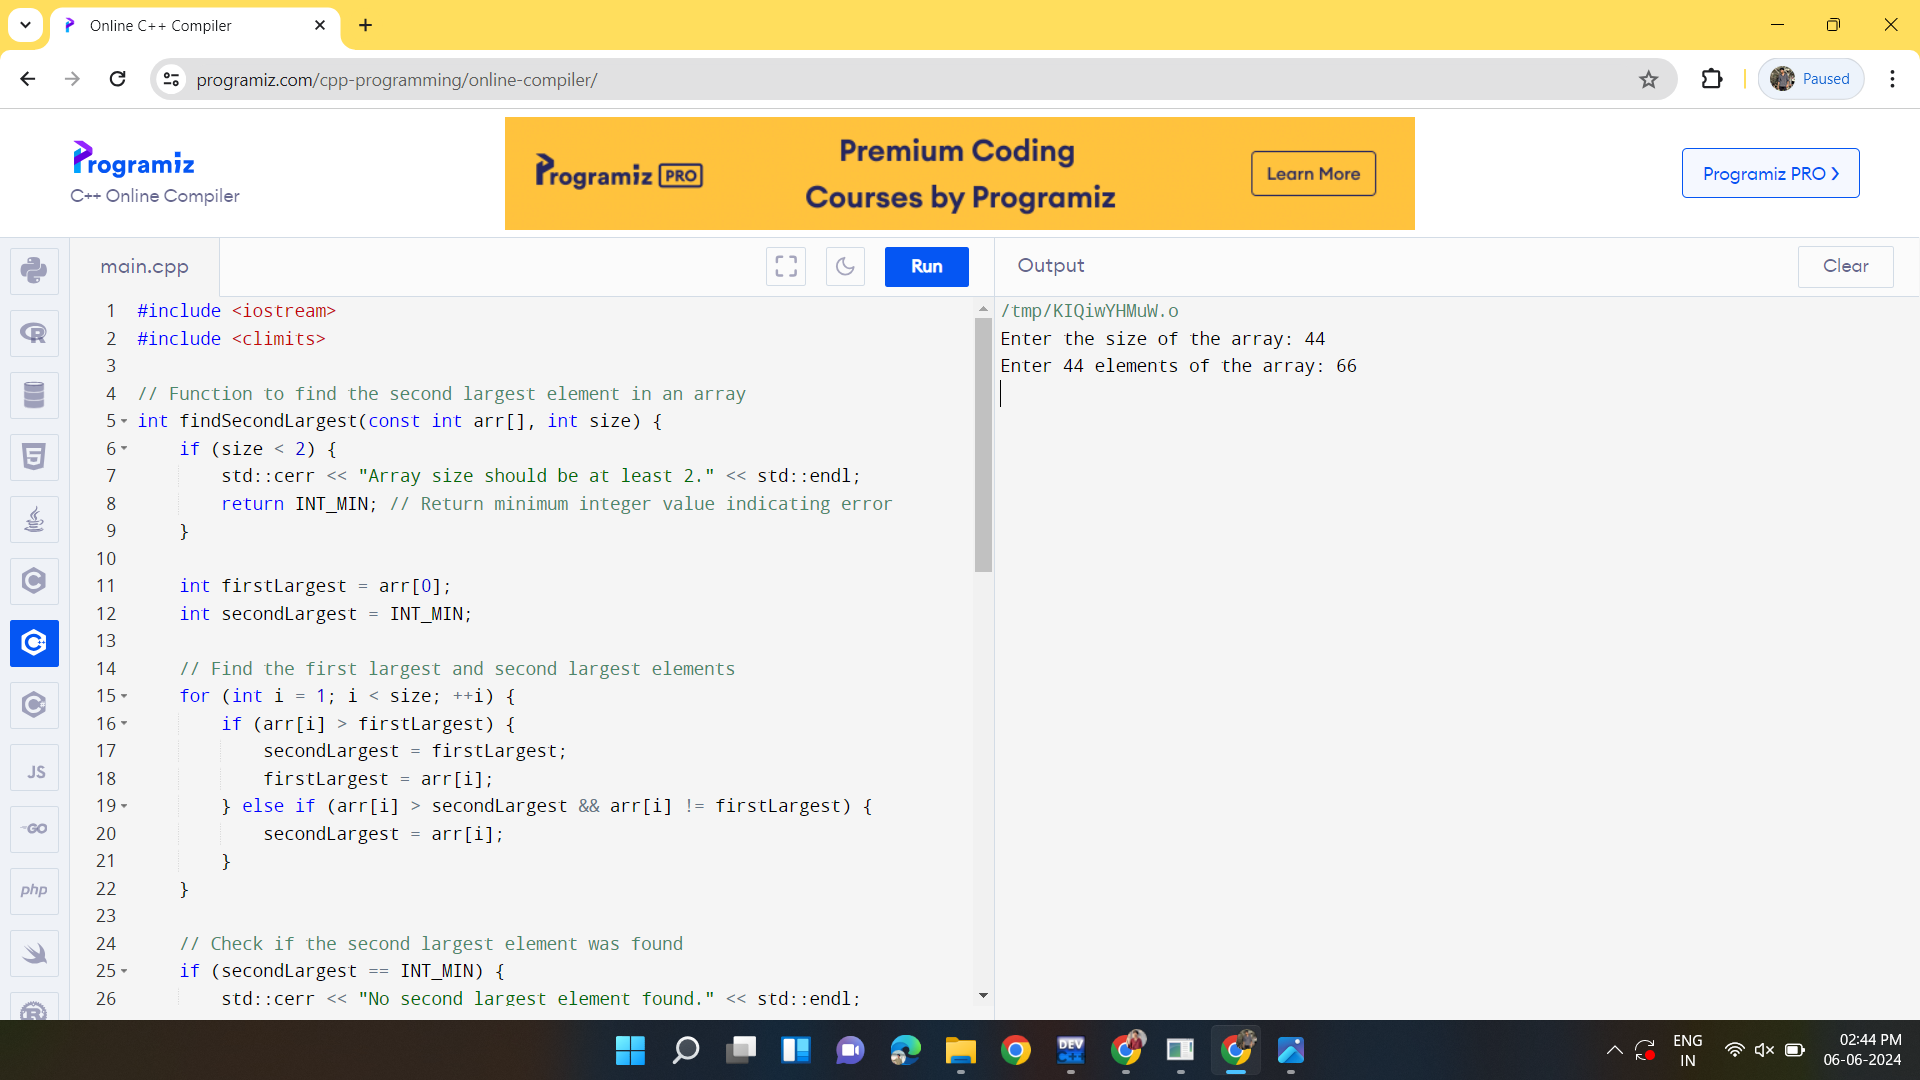 Online C++ Compiler
programiz.com/cpp-programming/online-compiler/
Paused
Programiz
C++ Online Compiler
Programiz PRO
Premium Coding
Courses by Programiz
Learn More
Programiz PRO
main.cpp
Run
Output
Clear
1 #include <iostream>
2 #include <climits>
3
4 // Function to find the second largest element in an array
5 int findSecondLargest(const int arr[], int size) {
6 if (size < 2) {
7 std::cerr << "Array size should be at least 2." << std::endl;
8 return INT_MIN; // Return minimum integer value indicating error
9 }
10
11 int firstLargest = arr[0];
12 int secondLargest = INT_MIN;
13
14 // Find the first largest and second largest elements
15 for (int i = 1; i < size; ++i) {
16 if (arr[i] > firstLargest) {
17 secondLargest = firstLargest;
18 firstLargest = arr[i];
19 } else if (arr[i] > secondLargest && arr[i] != firstLargest) {
20 secondLargest = arr[i];
21 }
22 }
23
24 // Check if the second largest element was found
25 if (secondLargest == INT_MIN) {
26 std::cerr << "No second largest element found." << std::endl;
/tmp/KIQiwYHMuW.o
Enter the size of the array: 44
Enter 44 elements of the array: 66
R
5
C
C++
C
JS
GO
php
R
DEV
C++
ENG
IN
02:44 PM
06-06-2024